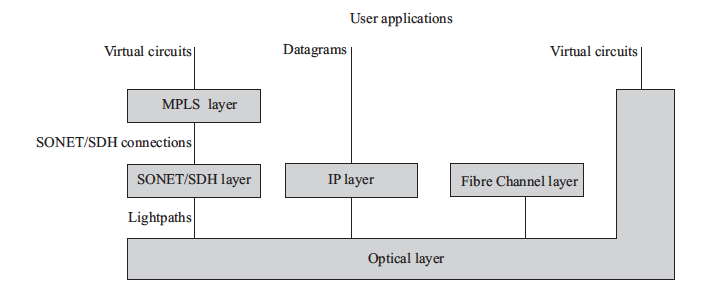 User applications
Virtual circuits
Datagrams
Virtual circuits
MPLS layer
SONET/SDH connections
SONET/SDH layer
IP layer
Fibre Channel layer
Lightpaths
Optical layer